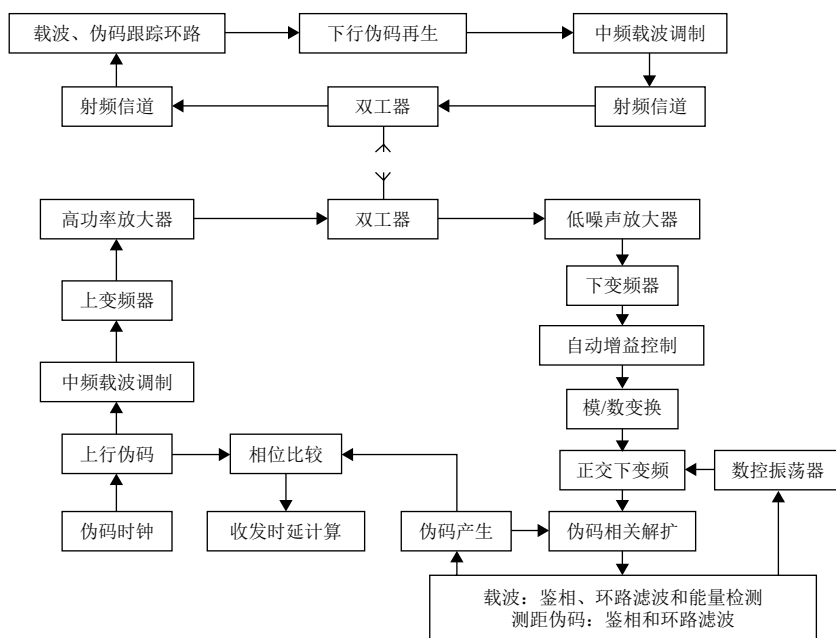 载波、伪码跟踪环路
下行伪码再生
中频载波调制
射频信道
双工器
射频信道
高功率放大器
双工器
低噪声放大器
上变频器
下变频器
自动增益控制
中频载波调制
模/数变换
上行伪码
相位比较
正交下变频
数控振荡器
伪码时钟
收发时延计算
伪码产生
伪码相关解扩
载波：鉴相、环路滤波和能量检测
测距伪码：鉴相和环路滤波